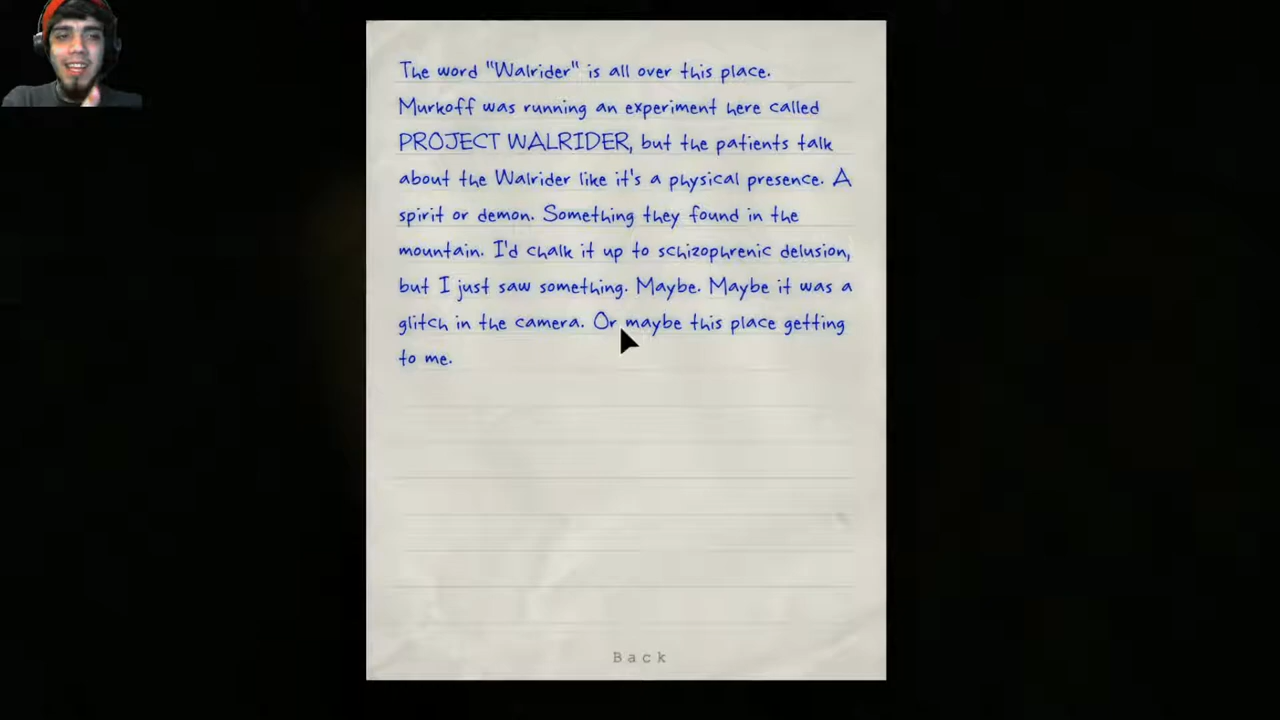 The word "Walrider" is all over this place.
Murkoff was running an experiment here called
PROJECT WALRIDER, but the patients talk
about the Walrider like it's a physical presence. A
spirit or demon. Something they found in the
mountain. I'd chalk it up to schizophrenic delusion,
but I just saw something. Maybe. Maybe it was a
glitch in the camera. Or maybe this place getting
to me.
Back